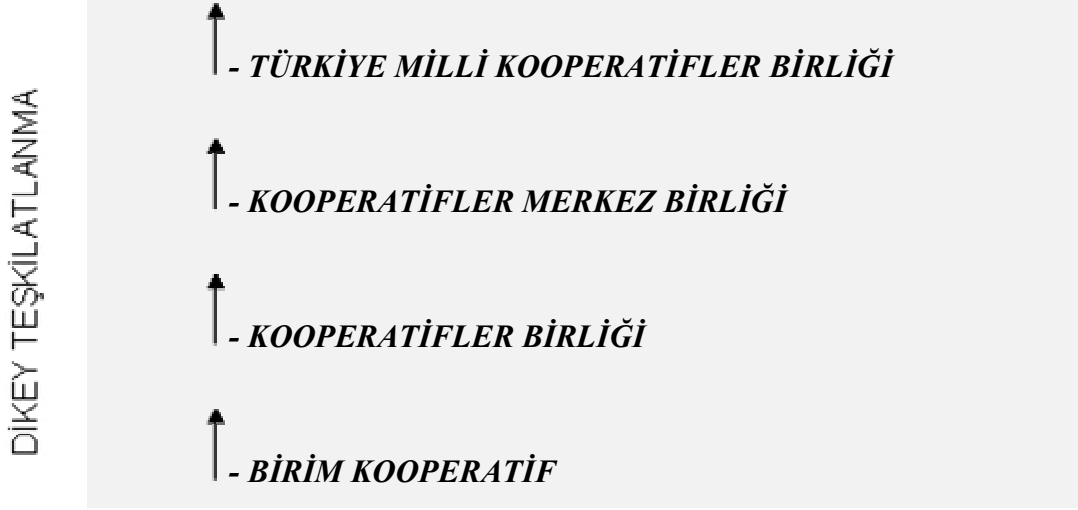 DİKEY TEŞKİLATLANMA
- TÜRKİYE MİLLİ KOOPERATİFLER BİRLİĞİ
- KOOPERATİFLER MERKEZ BİRLİĞİ
- KOOPERATİFLER BİRLİĞİ
- BİRİM KOOPERATİF